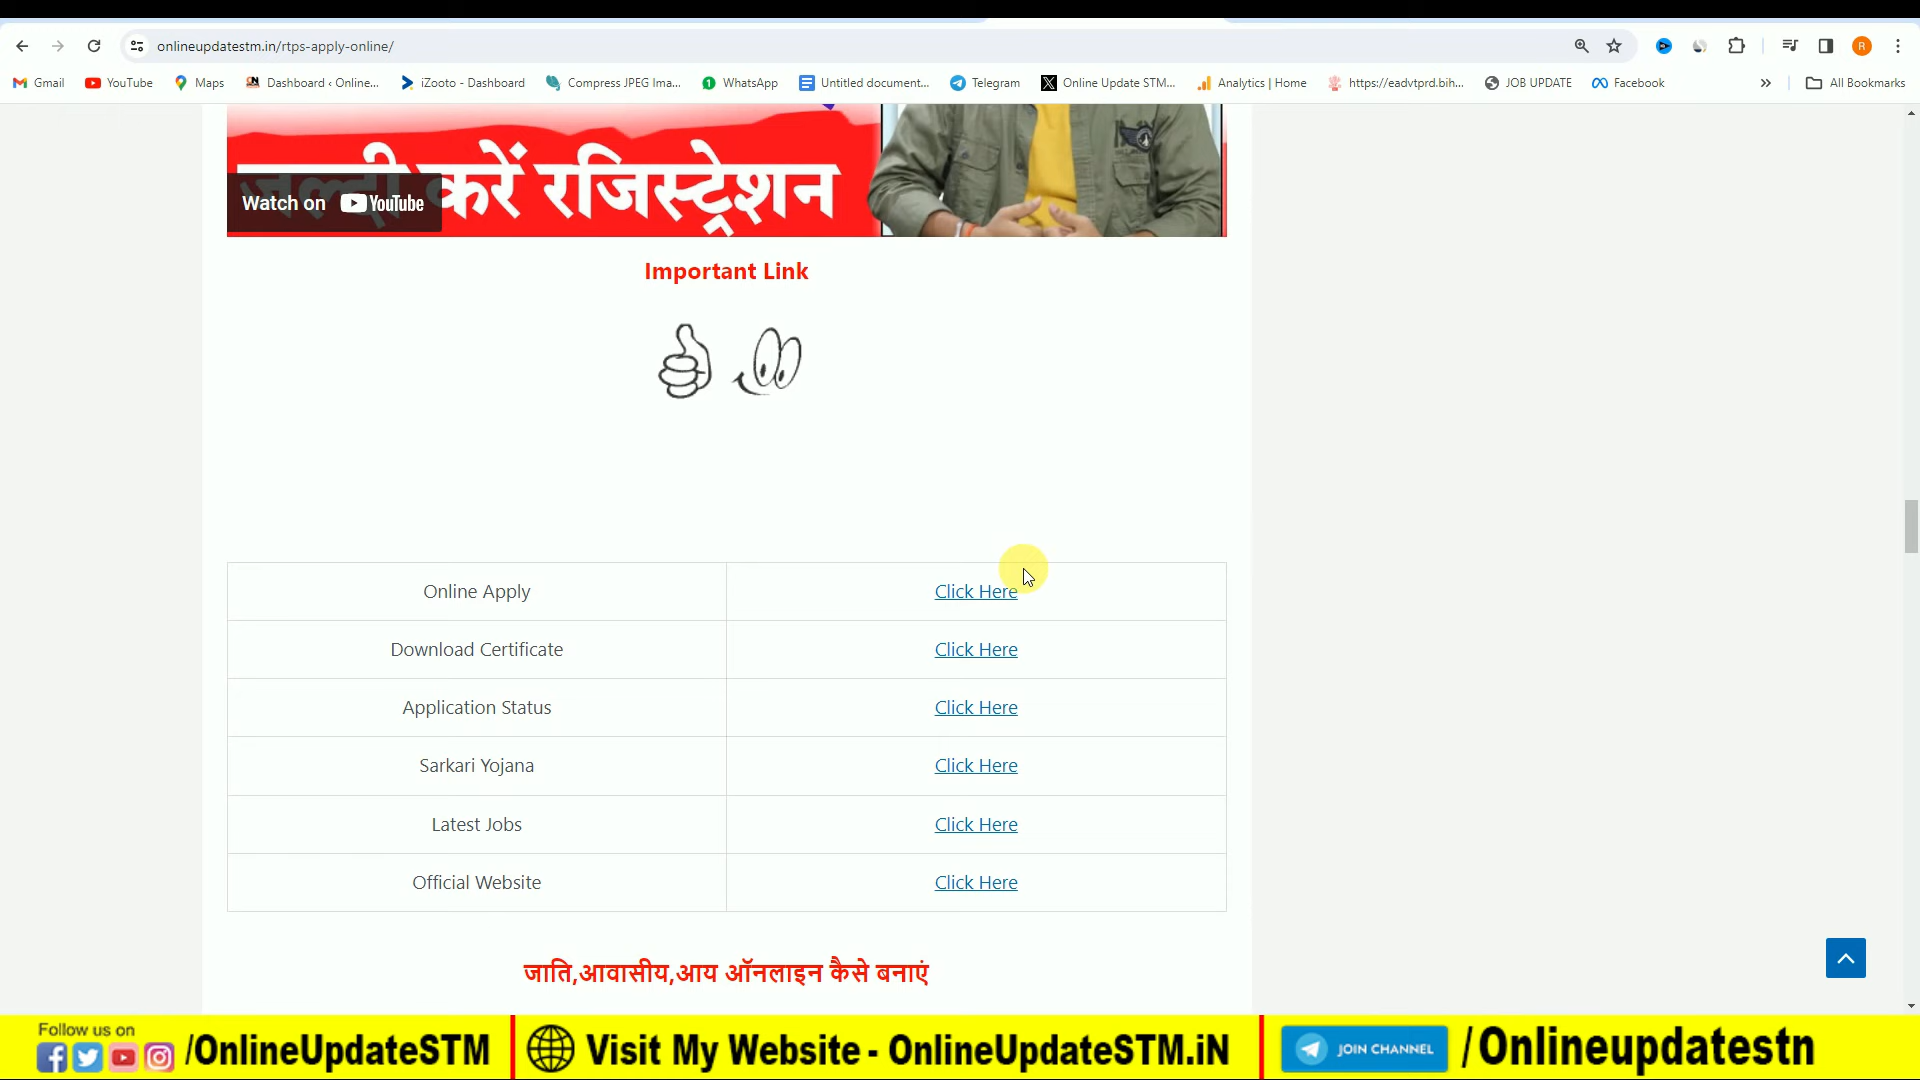 onlineupdatestm.in/rtps-apply-online/
R
Gmail YouTube Maps Dashboard ‹ Online... iZooto - Dashboard Compress JPEG Ima... WhatsApp Untitled document... Telegram Online Update STM... Analytics | Home https://eadvtprd.bih... JOB UPDATE Facebook » All Bookmarks
करें रजिस्ट्रेशन
Watch on YouTube
Important Link
Online Apply Click Here
Download Certificate Click Here
Application Status Click Here
Sarkari Yojana Click Here
Latest Jobs Click Here
Official Website Click Here
जाति,आवासीय,आय ऑनलाइन कैसे बनाएं
Follow us on
/OnlineUpdateSTM Visit My Website - OnlineUpdateSTM.iN JOIN CHANNEL /Onlineupdatestn